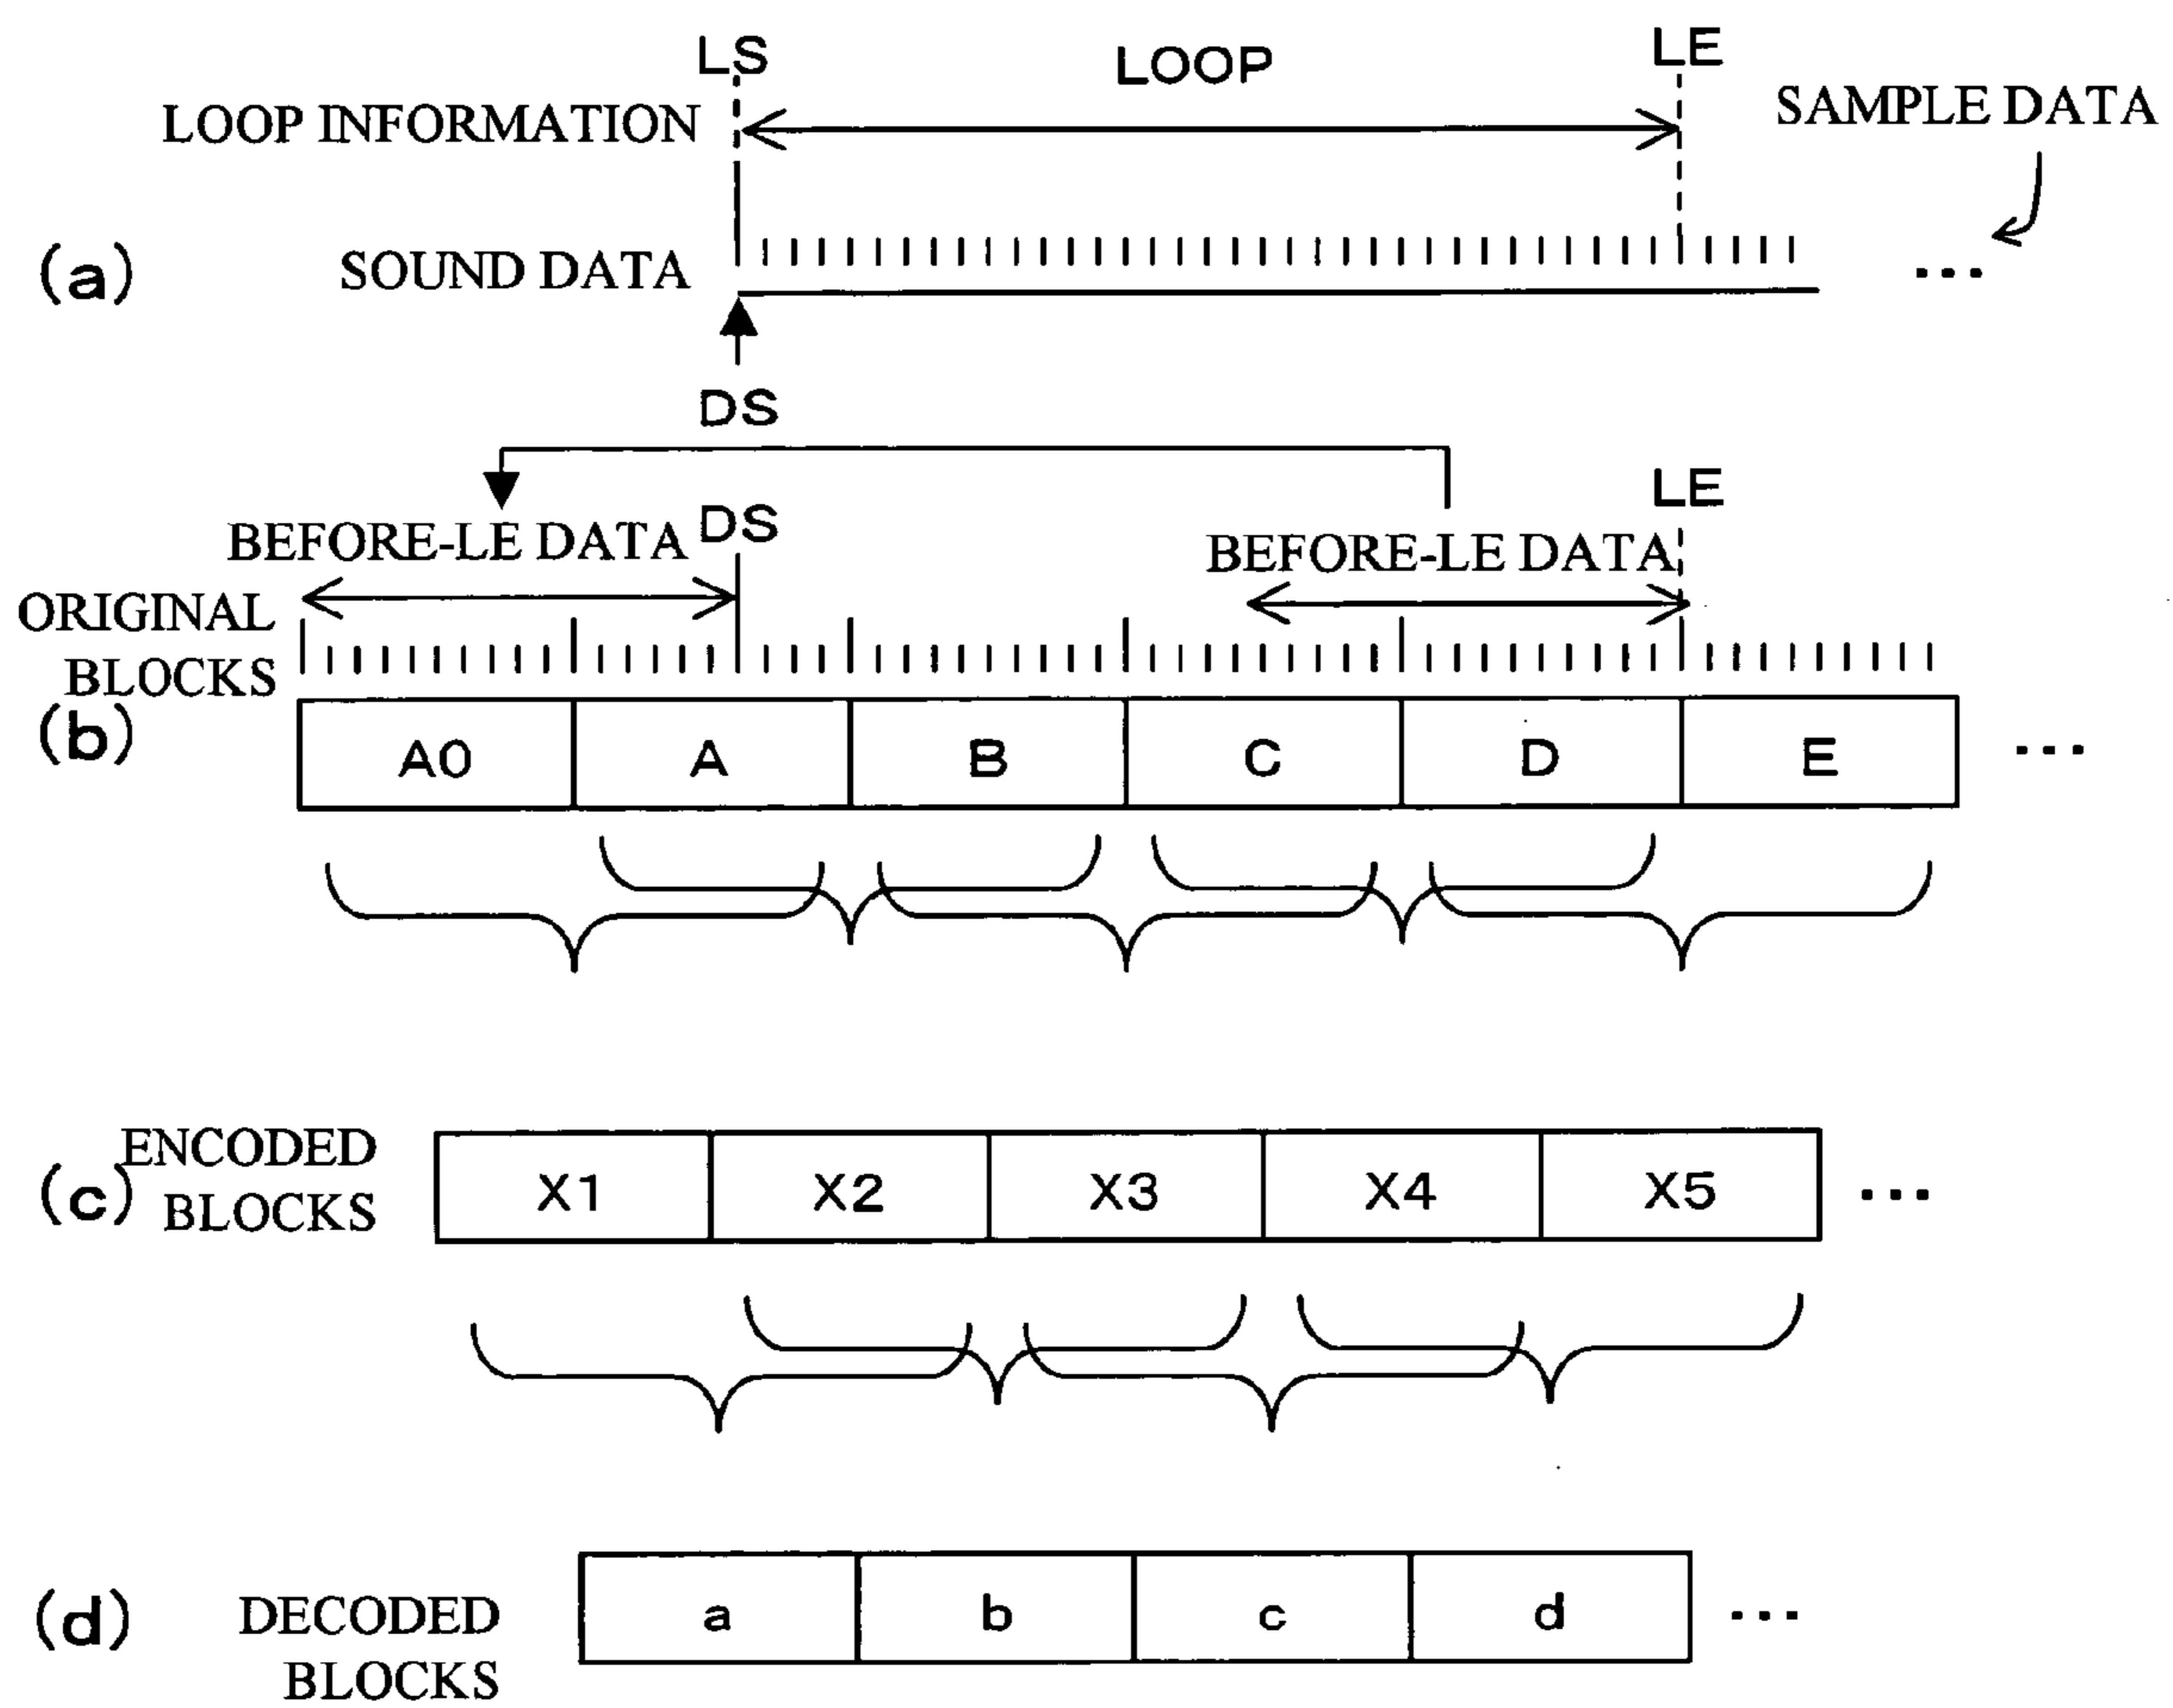 LS
LOOP
LE
LOOP INFORMATION
SAMPLE DATA
(a)
SOUND DATA
...
DS
LE
BEFORE-LE DATA
DS
BEFORE-LE DATA
ORIGINAL
BLOCKS
(b)
A0
A
B
C
D
E
...
ENCODED
(c)
BLOCKS
X1
X2
X3
X4
X5
...
(d)
DECODED
BLOCKS
a
b
c
d
...